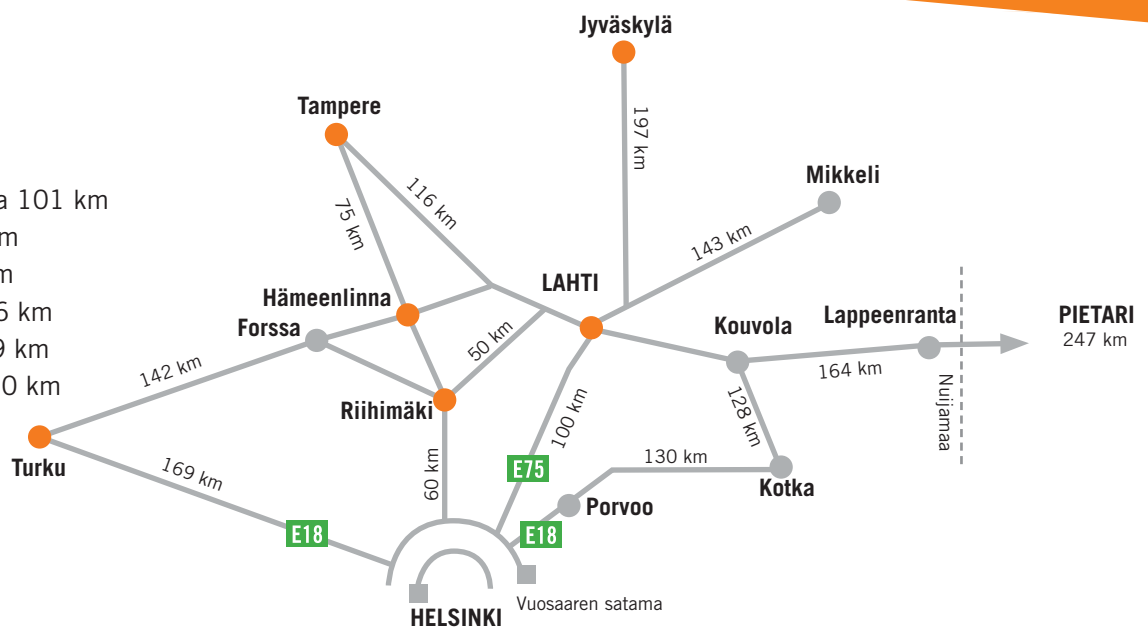 Jyväskylä
Tampere
197 km
Mikkeli
a 101 km
116 km
75 km
m
143 km
m
LAHTI
6 km
Hämeenlinna
Lappeenranta
PIETARI
Forssa
Kouvola
247 km
9 km
50 km
142 km
164 km
0 km
Nuijamaa
Riihimäki
100 km
128 km
Turku
169 km
60 km
E75
130 km
Kotka
Porvoo
E18
E18
Vuosaaren satama
HELSINKI